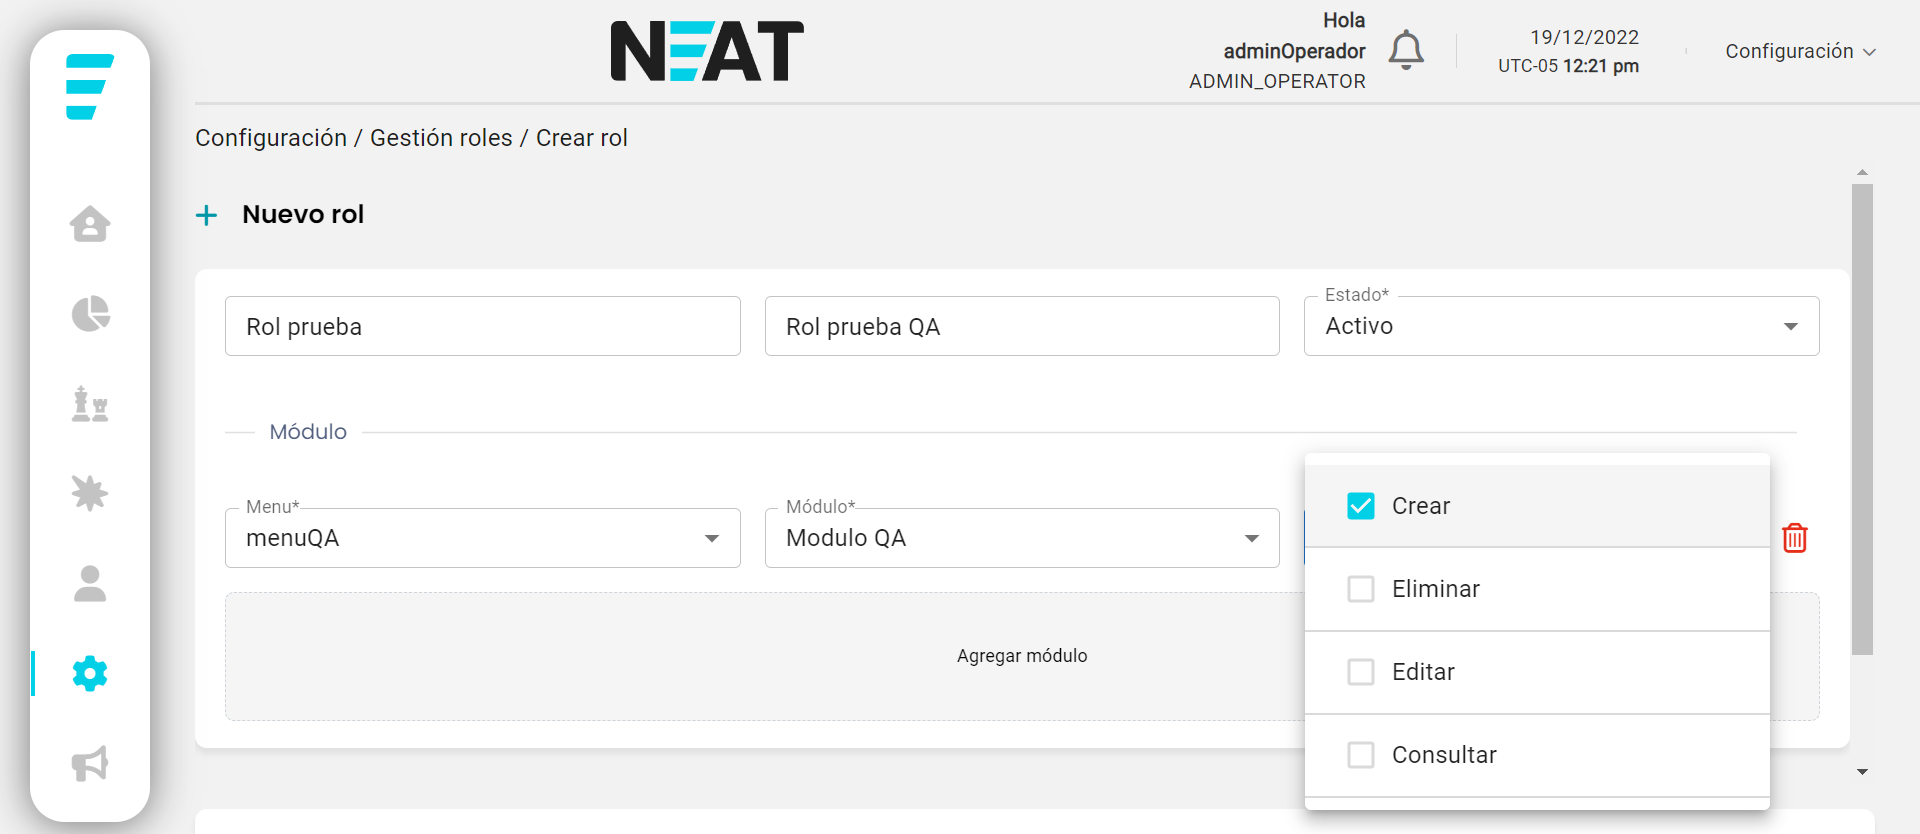 NEAT
Hola
adminOperador
ADMIN_OPERATOR
19/12/2022
UTC-05 12:21 pm
Configuración
Configuración / Gestión roles / Crear rol
+ Nuevo rol
Rol prueba
Rol prueba QA
Estado*
Activo
Módulo
Menu*
menuQA
Módulo*
Modulo QA
Crear
Eliminar
Editar
Consultar
Agregar módulo